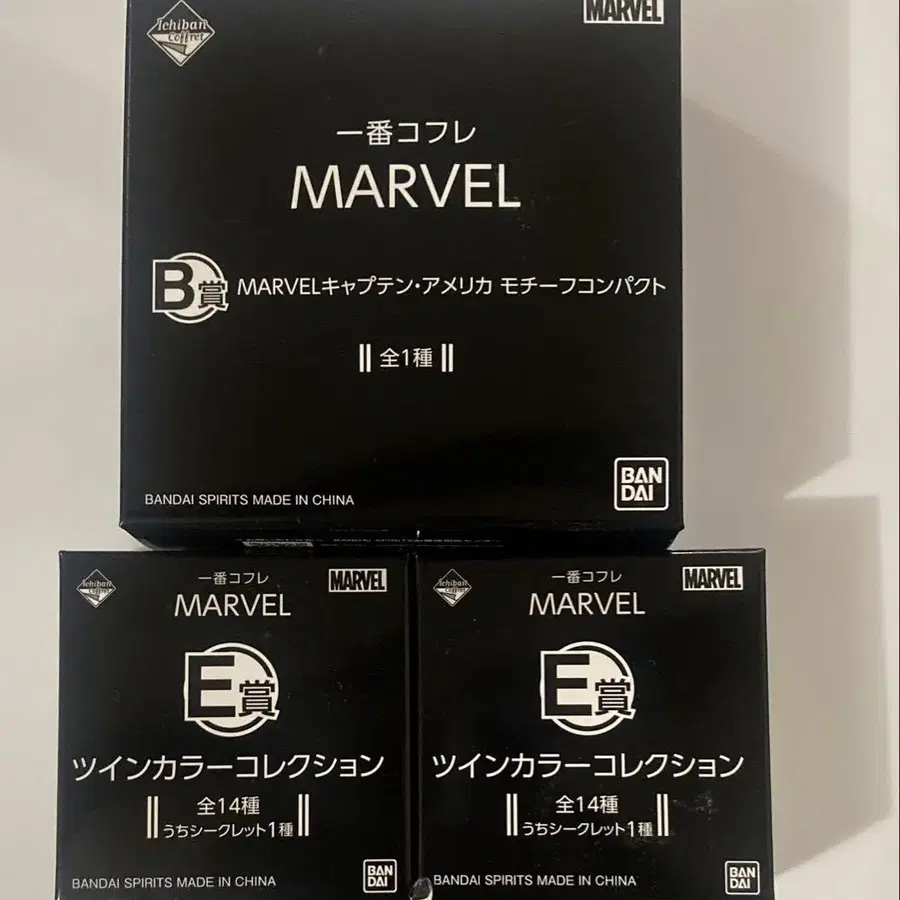 Ichiban
Coffret
MARVEL
一番コフレ
MARVEL
B賞 MARVELキャプテン・アメリカ モチーフコンパクト
全1種
BAN
DAI
BANDAI SPIRITS MADE IN CHINA
Ichiban
Coffret
一番コフレ
MARVEL
MARVEL
E賞
ツインカラーコレクション
全14種
うちシークレット1種
BANDAI SPIRITS MADE IN CHINA
BAN
DAI
Ichiban
Coffret
一番コフレ
MARVEL
MARVEL
E賞
ツインカラーコレクション
全14種
うちシークレット1種
BANDAI SPIRITS MADE IN CHINA
BAN
DAI